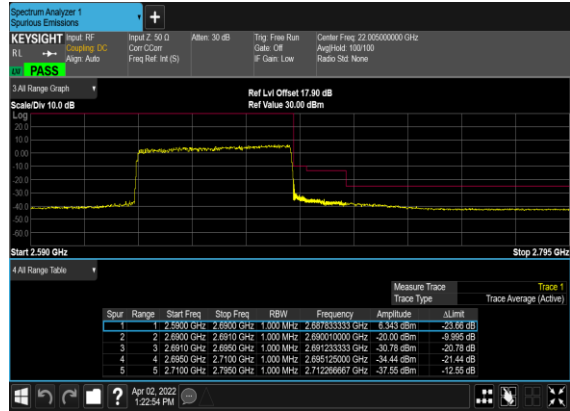 Spectrum Analyzer 1
Spurious Emissions
KEYSIGHT Input: RF Input Z: 50 Ω Atten: 30 dB Trig: Free Run Center Freq: 22.005000000 GHz
RL Coupling: DC Corr CCorr Gate: Off Avg|Hold: 100/100
Align: Auto Freq Ref: Int (S) IF Gain: Low Radio Std: None
PASS
3 All Range Graph
Ref Lvl Offset 17.90 dB
Scale/Div 10.0 dB Ref Value 30.00 dBm
Log
20.0
10.0
0.00
-10.0
-20.0
-30.0
-40.0
-50.0
-60.0
Start 2.590 GHz Stop 2.795 GHz
4 All Range Table
Measure Trace Trace 1
Trace Type Trace Average (Active)
Spur Range Start Freq Stop Freq RBW Frequency Amplitude ΔLimit
1 1 2.5900 GHz 2.6900 GHz 1.000 MHz 2.687833333 GHz 6.343 dBm -23.66 dB
2 2 2.6900 GHz 2.6910 GHz 1.000 MHz 2.690010000 GHz -20.00 dBm -9.995 dB
3 3 2.6910 GHz 2.6950 GHz 1.000 MHz 2.691233333 GHz -30.78 dBm -20.78 dB
4 4 2.6950 GHz 2.7100 GHz 1.000 MHz 2.695125000 GHz -34.44 dBm -21.44 dB
5 5 2.7100 GHz 2.7950 GHz 1.000 MHz 2.712266667 GHz -37.55 dBm -12.55 dB
Apr 02, 2022
1:22:54 PM